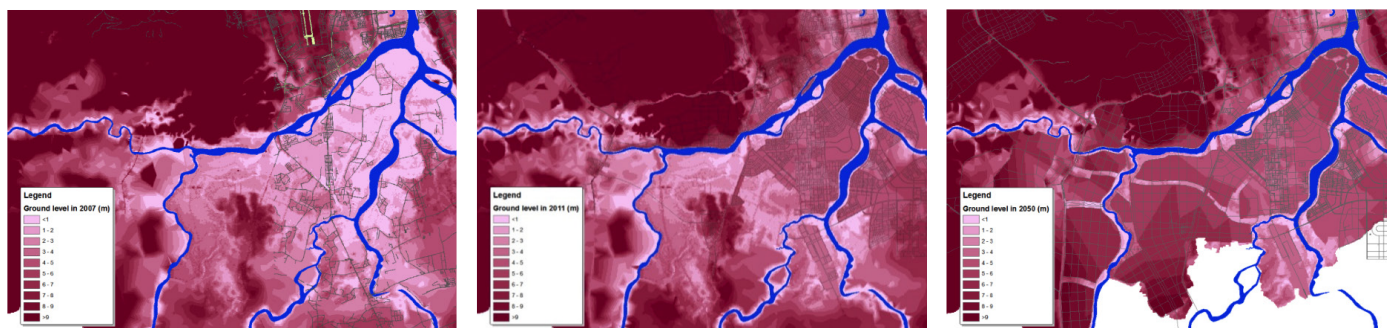 Legend
Ground level in 2007 (m)
<1
1 - 2
2 - 3
3 - 4
4 - 5
5 - 6
6 - 7
7 - 8
8 - 9
>9
Legend
Ground level in 2011 (m)
<1
1 - 2
2 - 3
3 - 4
4 - 5
5 - 6
6 - 7
7 - 8
8 - 9
>9
Legend
Ground level in 2050 (m)
<1
1 - 2
2 - 3
3 - 4
4 - 5
5 - 6
6 - 7
7 - 8
8 - 9
>9